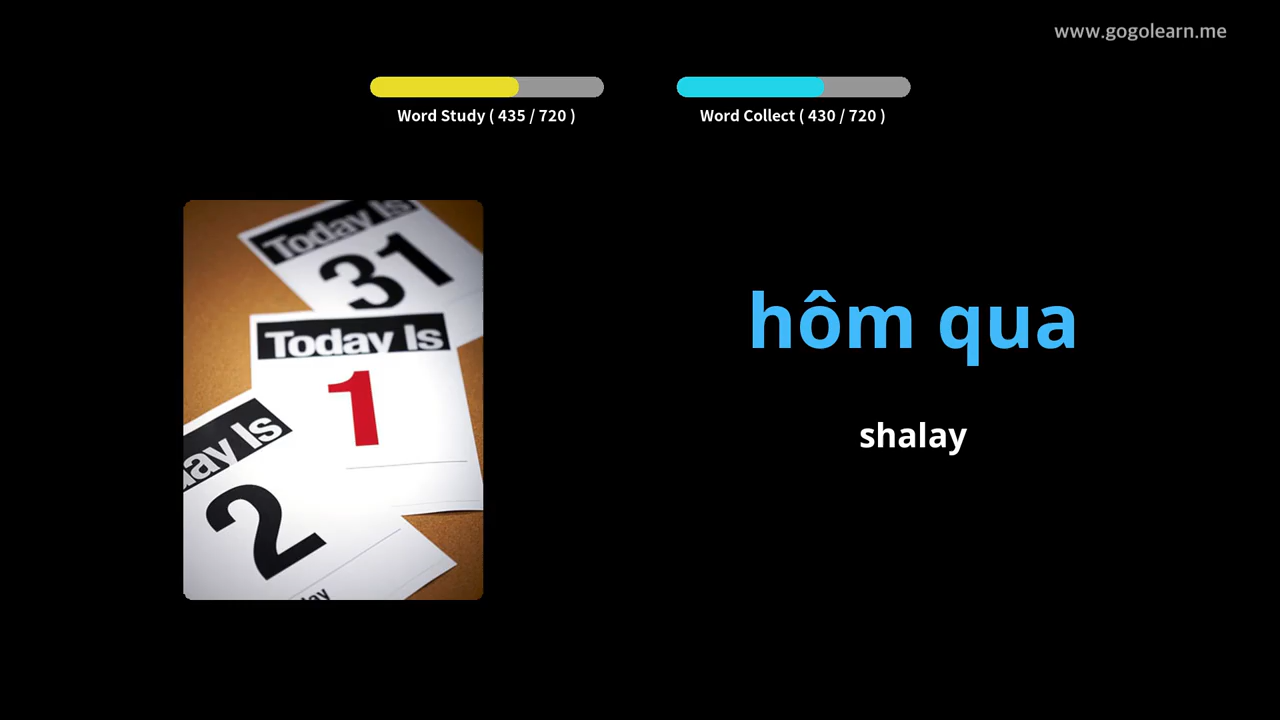 www.gogolearn.me
Word Study ( 435 / 720 )
Word Collect ( 430 / 720 )
Today Is
31
Today Is
1
ay Is
2
hôm qua
shalay